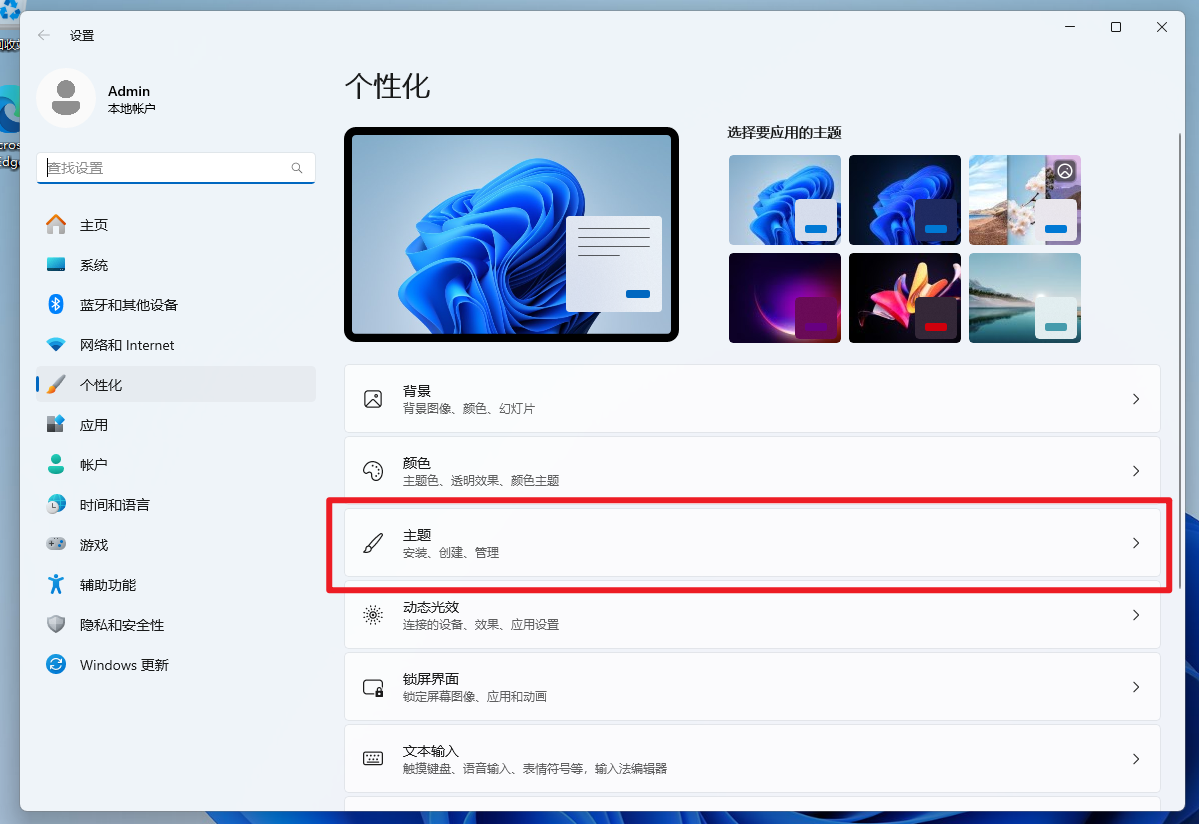 设置
Admin
本地帐户
查找设置
主页
系统
蓝牙和其他设备
网络和 Internet
个性化
应用
帐户
时间和语言
游戏
辅助功能
隐私和安全性
Windows 更新
个性化
选择要应用的主题
背景
背景图像、颜色、幻灯片
颜色
主题色、透明效果、颜色主题
主题
安装、创建、管理
动态光效
连接的设备、效果、应用设置
锁屏界面
锁定屏幕图像、应用和动画
文本输入
触摸键盘、语音输入、表情符号等，输入法编辑器